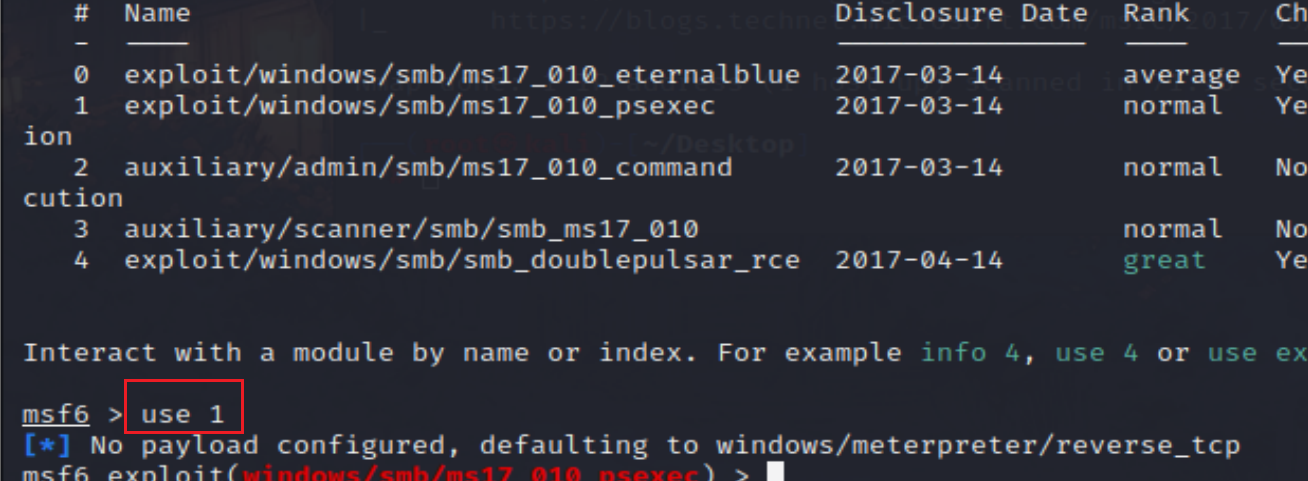 # Name Disclosure Date Rank Ch
- ---- --------------- ---- --
0 exploit/windows/smb/ms17_010_eternalblue 2017-03-14 average Ye
1 exploit/windows/smb/ms17_010_psexec 2017-03-14 normal Ye
ion
2 auxiliary/admin/smb/ms17_010_command 2017-03-14 normal No
cution
3 auxiliary/scanner/smb/smb_ms17_010 normal No
4 exploit/windows/smb/smb_doublepulsar_rce 2017-04-14 great Ye
Interact with a module by name or index. For example info 4, use 4 or use ex
msf6 > use 1
[*] No payload configured, defaulting to windows/meterpreter/reverse_tcp
msf6 exploit(windows/smb/ms17_010_psexec) >